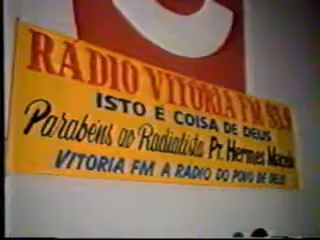 RADIO VITORIA FM
ISTO É COISA DE DEUS
Parabéns ao Radialista Pr. Hermes
VITORIA FM A RADIO DO POVO DE DEUS